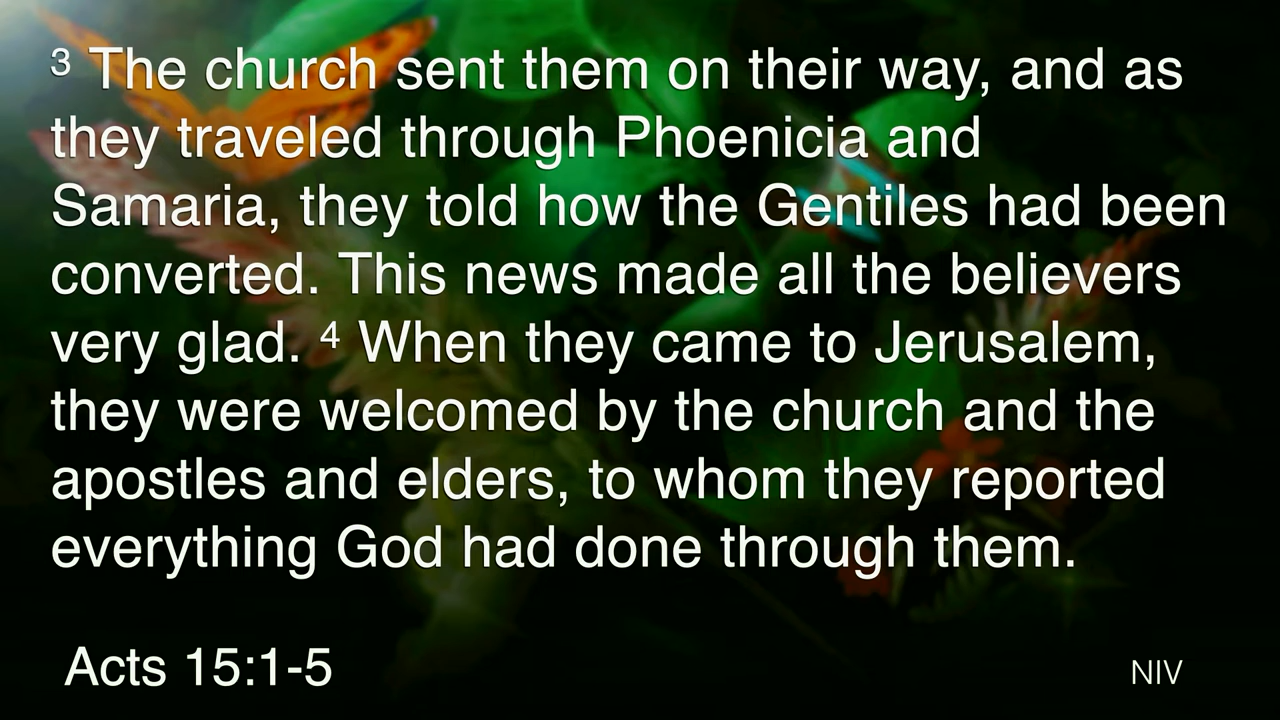 3 The church sent them on their way, and as
they traveled through Phoenicia and
Samaria, they told how the Gentiles had been
converted. This news made all the believers
very glad. 4 When they came to Jerusalem,
they were welcomed by the church and the
apostles and elders, to whom they reported
everything God had done through them.
Acts 15:1-5
NIV